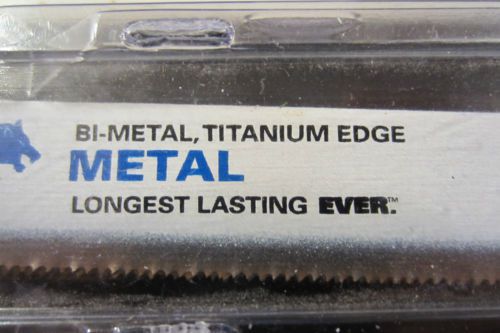 BI-METAL, TITANIUM EDGE
METAL
LONGEST LASTING EVER.™